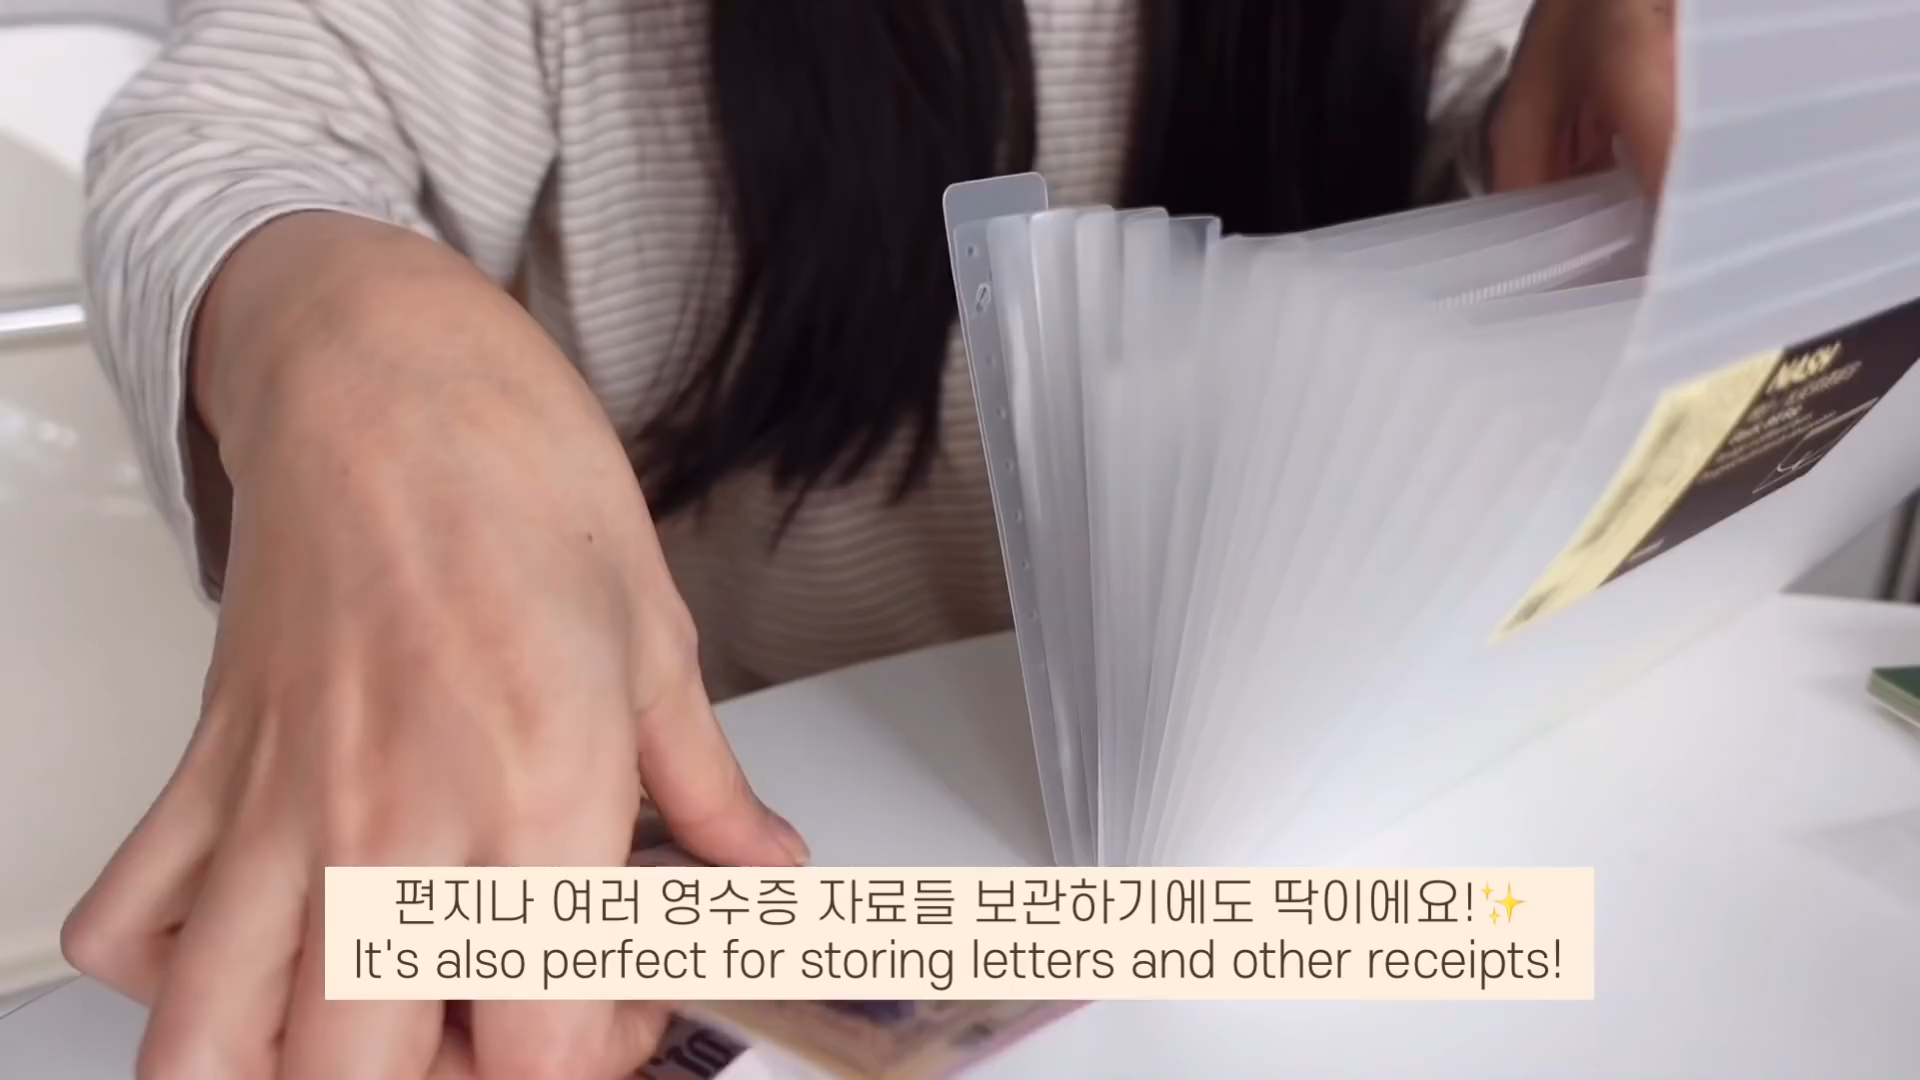 편지나 여러 영수증 자료들 보관하기에도 딱이에요!✨
It's also perfect for storing letters and other receipts!